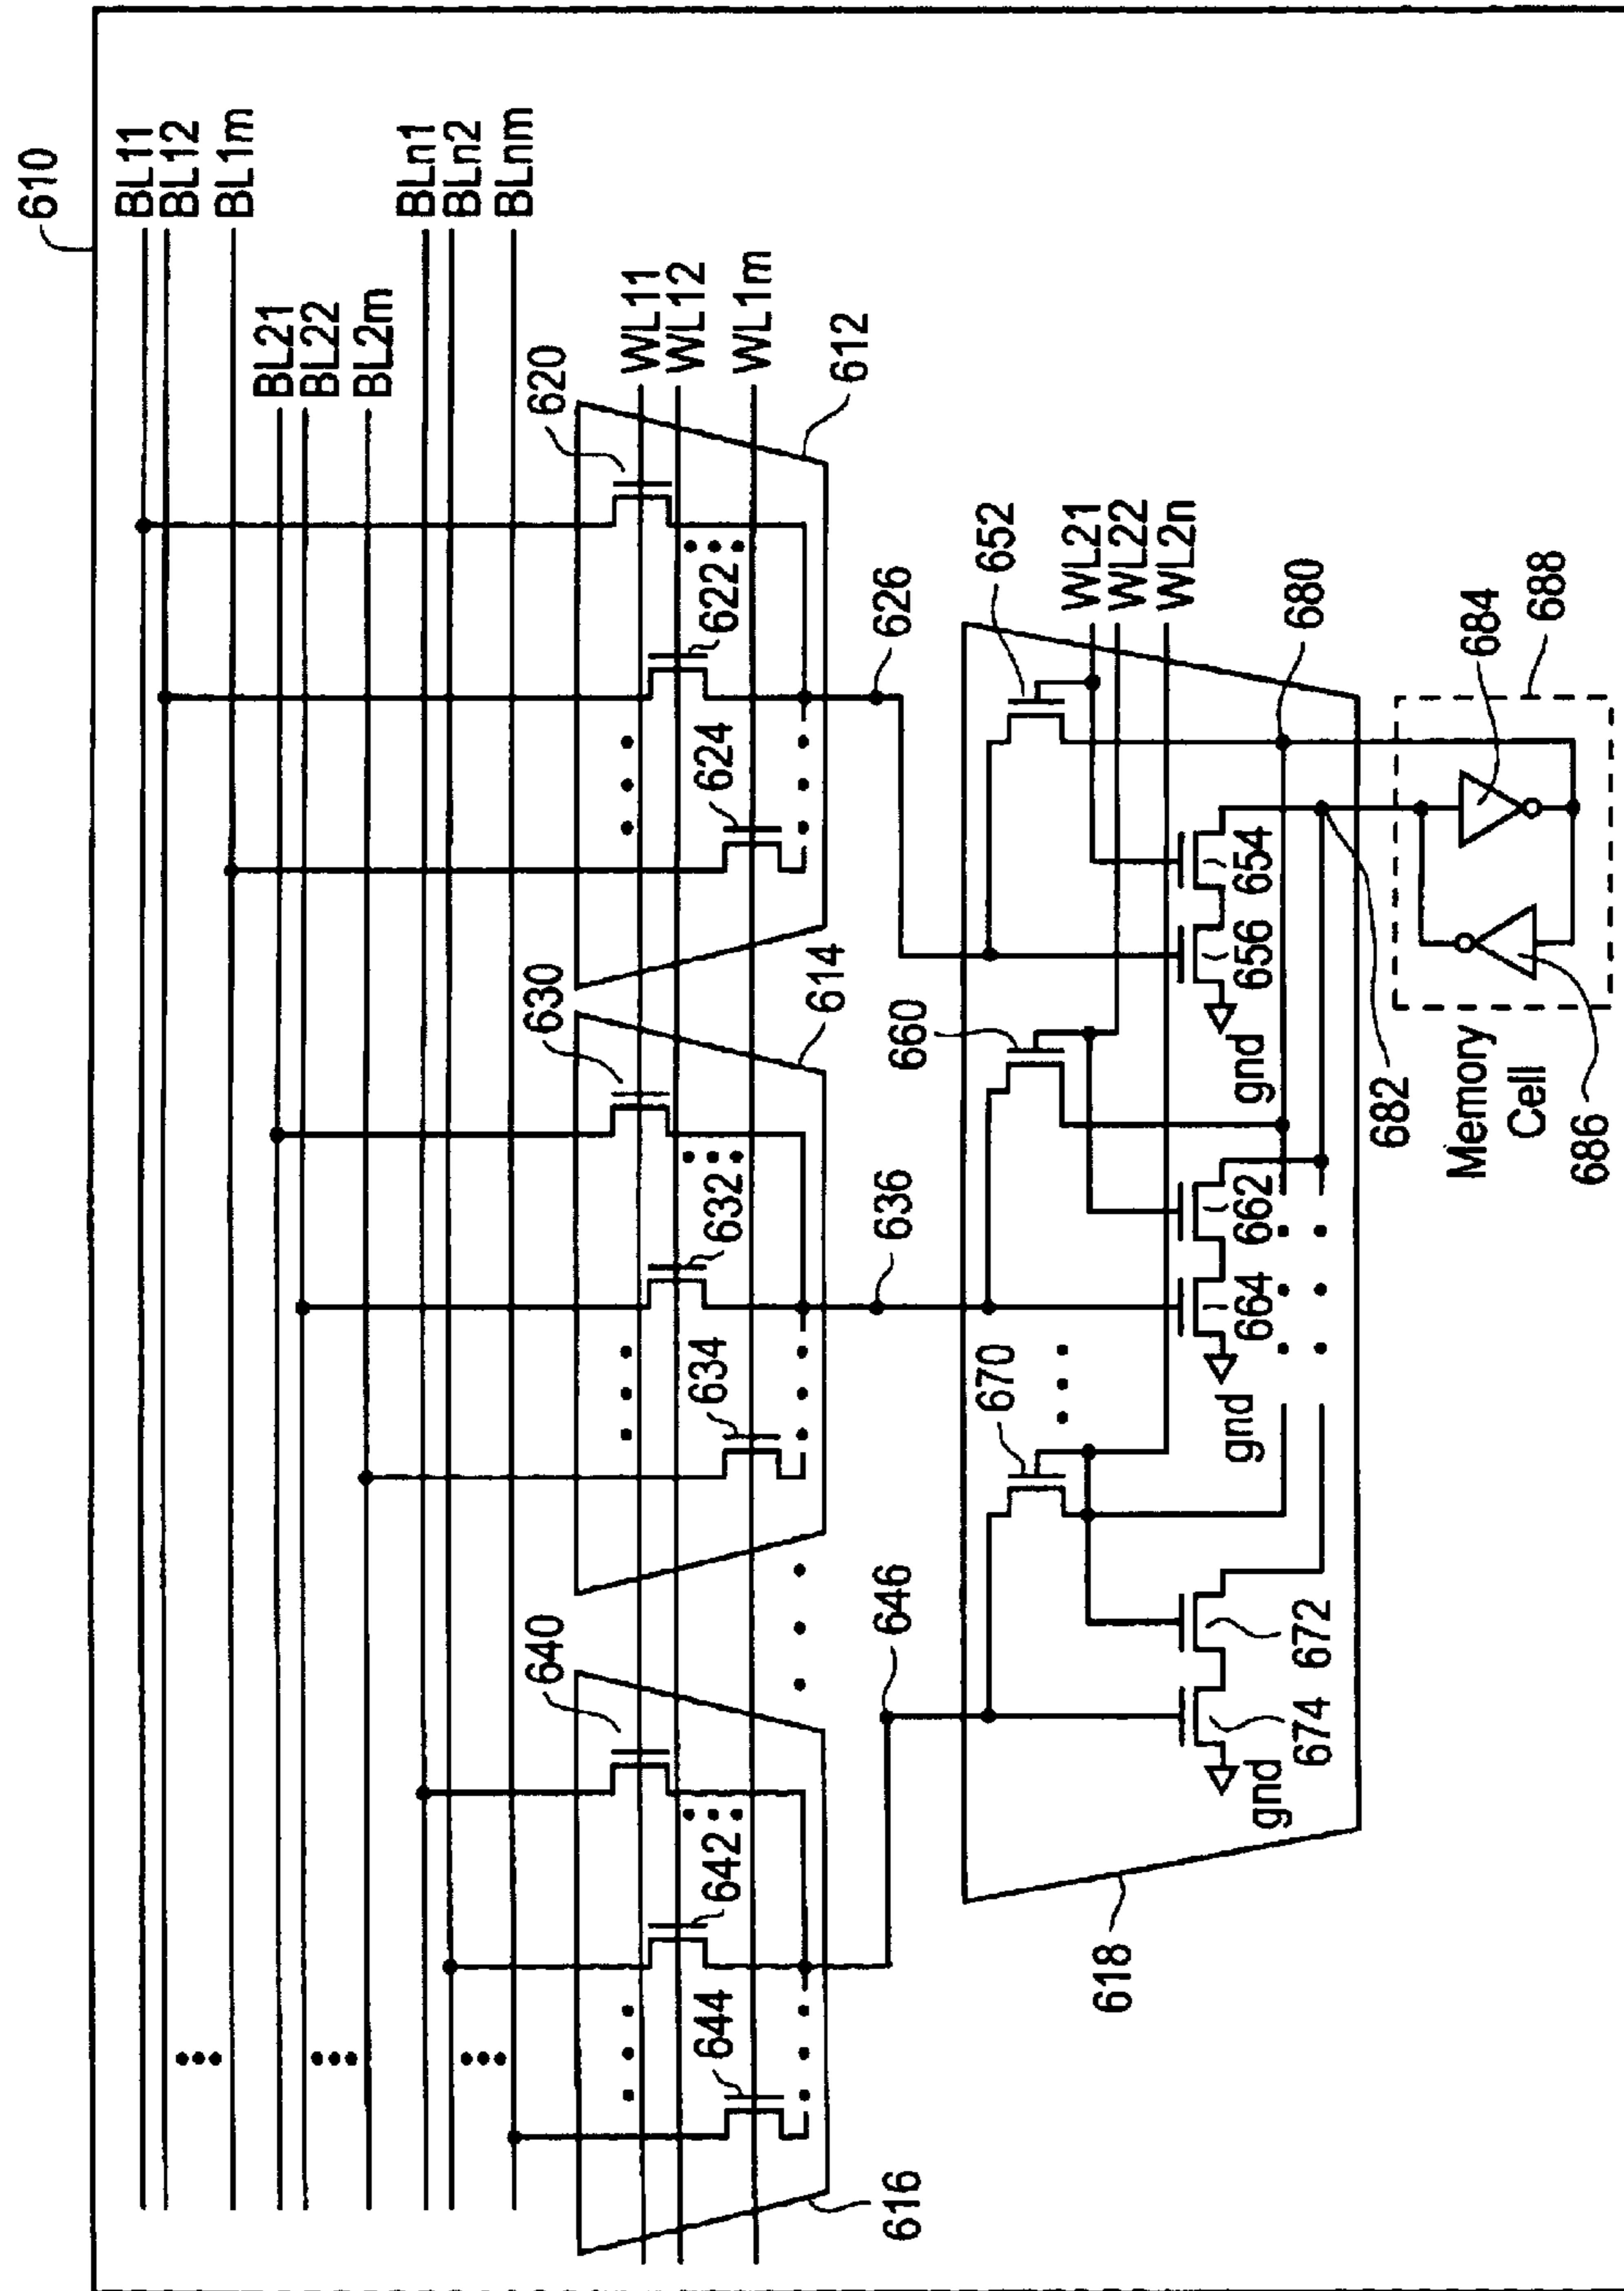 610
BL11
BL12
BL1m
BL21
BL22
BL2m
BLn1
BLn2
BLnm
WL11
WL12
WL1m
620
622
624
612
630
632
634
614
640
642
644
616
626
636
646
652
WL21
WL22
WL2n
654
656
gnd
660
662
664
gnd
670
672
674
gnd
618
680
682
684
686
688
Memory
Cell